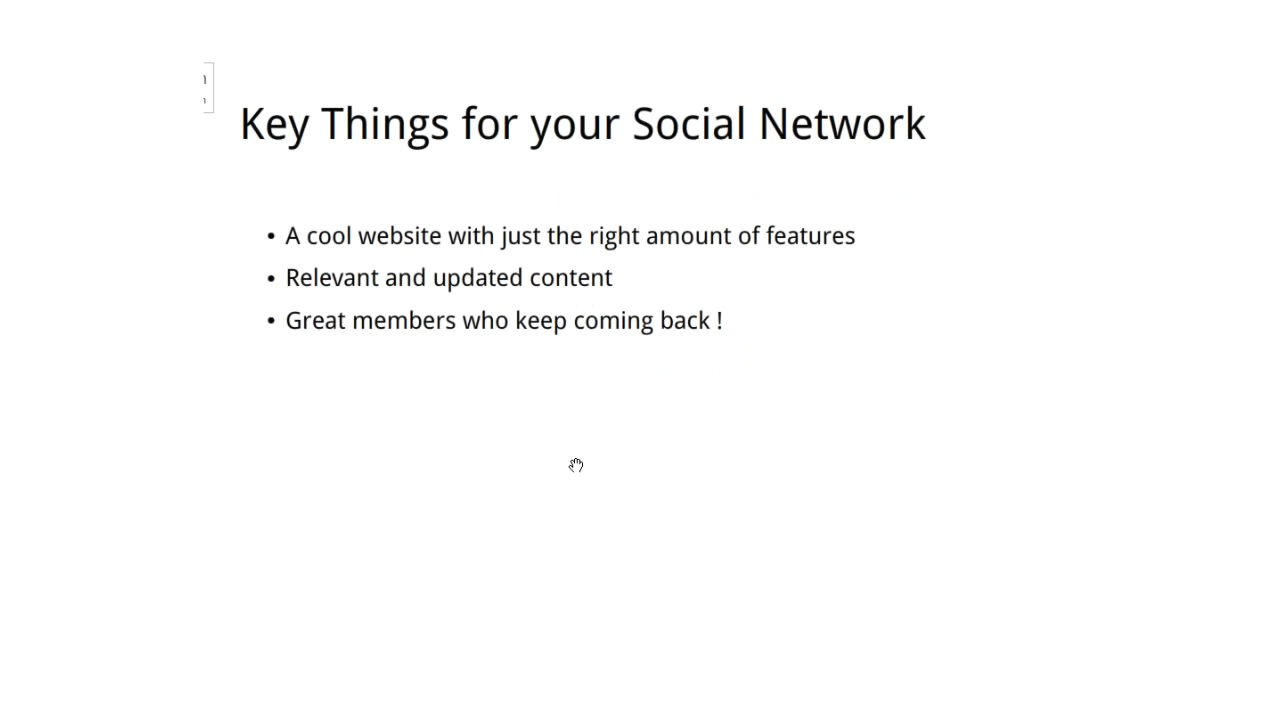 Key Things for your Social Network
• A cool website with just the right amount of features
• Relevant and updated content
• Great members who keep coming back !